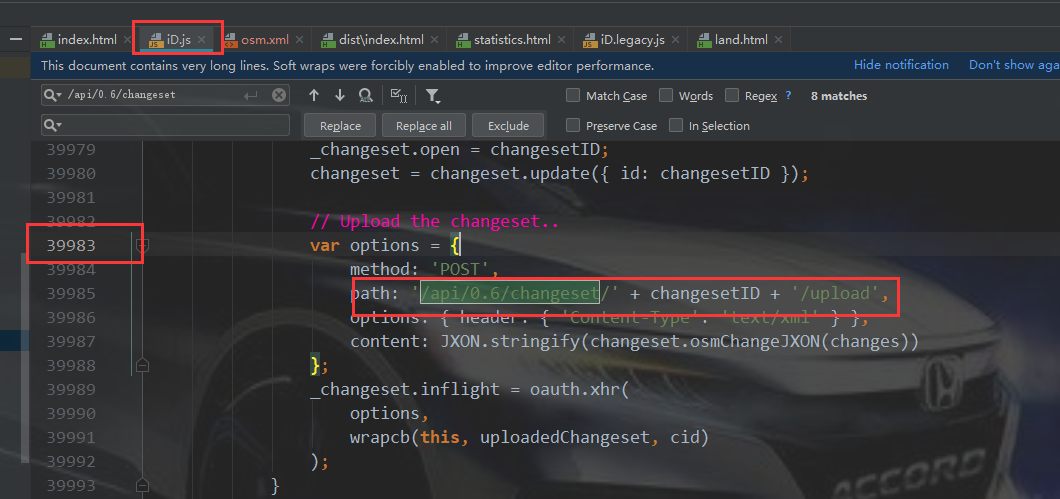 index.html iD.js osm.xml dist\index.html statistics.html iD.legacy.js land.html
This document contains very long lines. Soft wraps were forcibly enabled to improve editor performance. Hide notification Don't show aga
/api/0.6/changeset Match Case Words Regex ? 8 matches
Replace Replace all Exclude Preserve Case In Selection
39979 _changeset.open = changesetID;
39980 changeset = changeset.update({ id: changesetID });
39981
39982 // Upload the changeset..
39983 var options = {
39984 method: 'POST',
39985 path: '/api/0.6/changeset/' + changesetID + '/upload',
39986 options: { header: { 'Content-Type': 'text/xml' } },
39987 content: JXON.stringify(changeset.osmChangeJXON(changes))
39988 };
39989 _changeset.inflight = oauth.xhr(
39990 options,
39991 wrapcb(this, uploadedChangeset, cid)
39992 );
39993 }
ACCORD